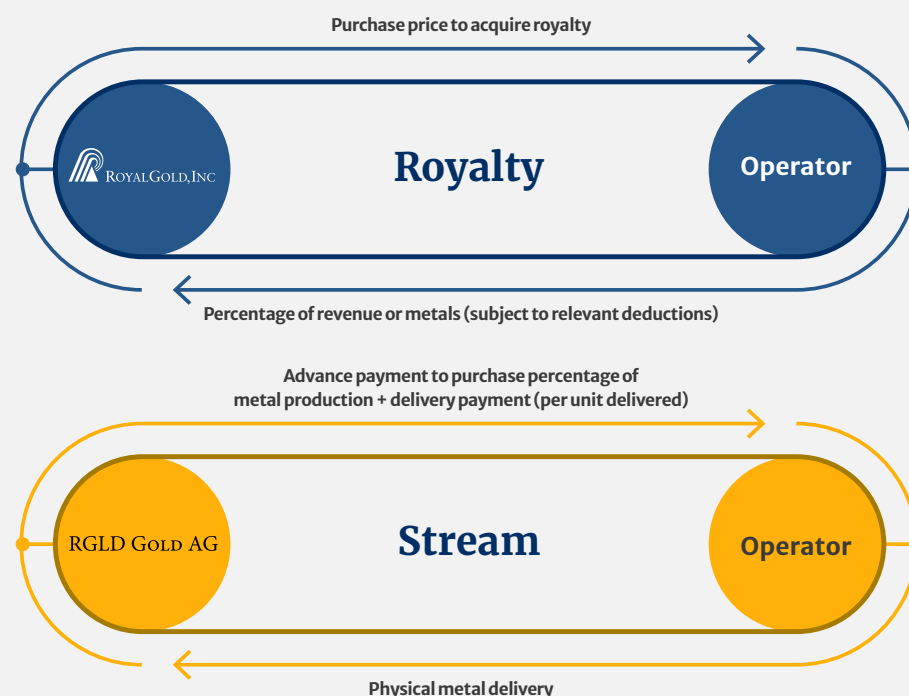 Purchase price to acquire royalty
ROYALGOLD,INC
Royalty
Operator
Percentage of revenue or metals (subject to relevant deductions)
Advance payment to purchase percentage of
metal production + delivery payment (per unit delivered)
RGLD GOLD AG
Stream
Operator
Physical metal delivery